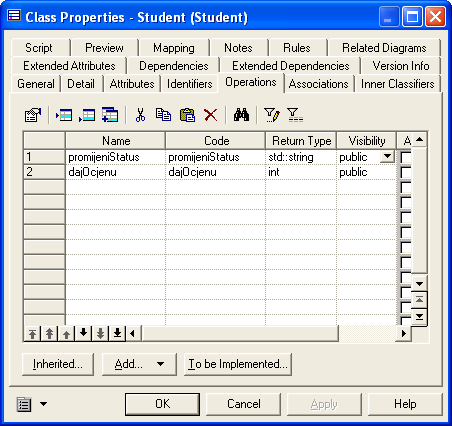 Class Properties - Student (Student)
Script Preview Mapping Notes Rules Related Diagrams
Extended Attributes Dependencies Extended Dependencies Version Info
General Detail Attributes Identifiers Operations Associations Inner Classifiers
Name Code Return Type Visibility A
1 promijeniStatus promijeniStatus std::string public
2 dajOcjenu dajOcjenu int public
Inherited... Add... To be Implemented...
OK Cancel Apply Help